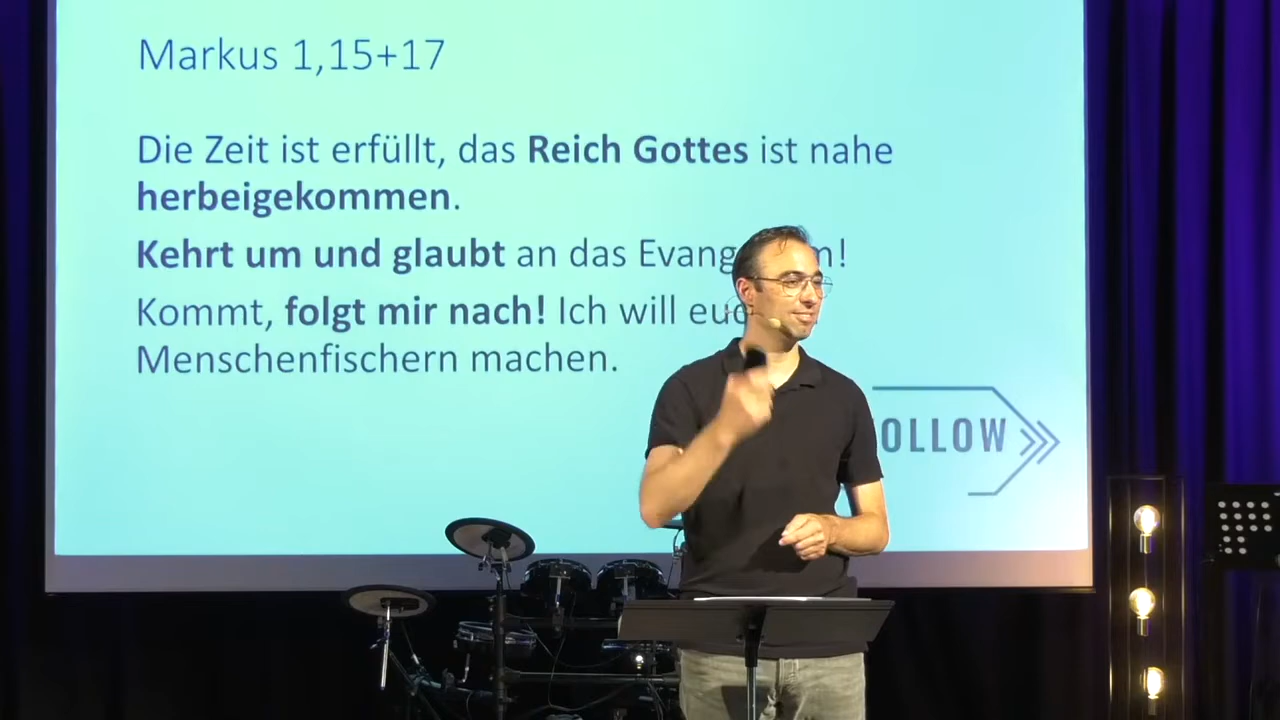 Markus 1,15+17
Die Zeit ist erfüllt, das Reich Gottes ist nahe
herbeigekommen.
Kehrt um und glaubt an das !
Kommt, folgt mir nach! Ich will
Menschenfischern machen.